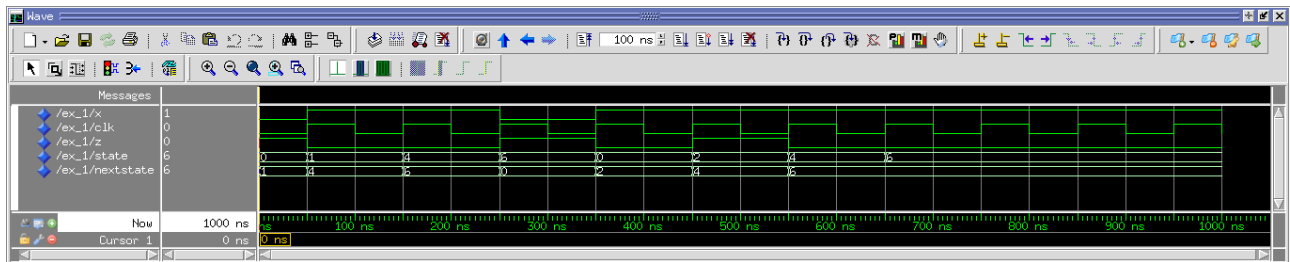 Wave
100 ns
Messages
/ex_1/x 1
/ex_1/clk 0
/ex_1/z 0
/ex_1/state 6 0 1 4 6 0 2 4 6
/ex_1/nextstate 6 1 4 6 0 2 4 6
Now 1000 ns ns 100 ns 200 ns 300 ns 400 ns 500 ns 600 ns 700 ns 800 ns 900 ns 1000 ns
Cursor 1 0 ns 0 ns